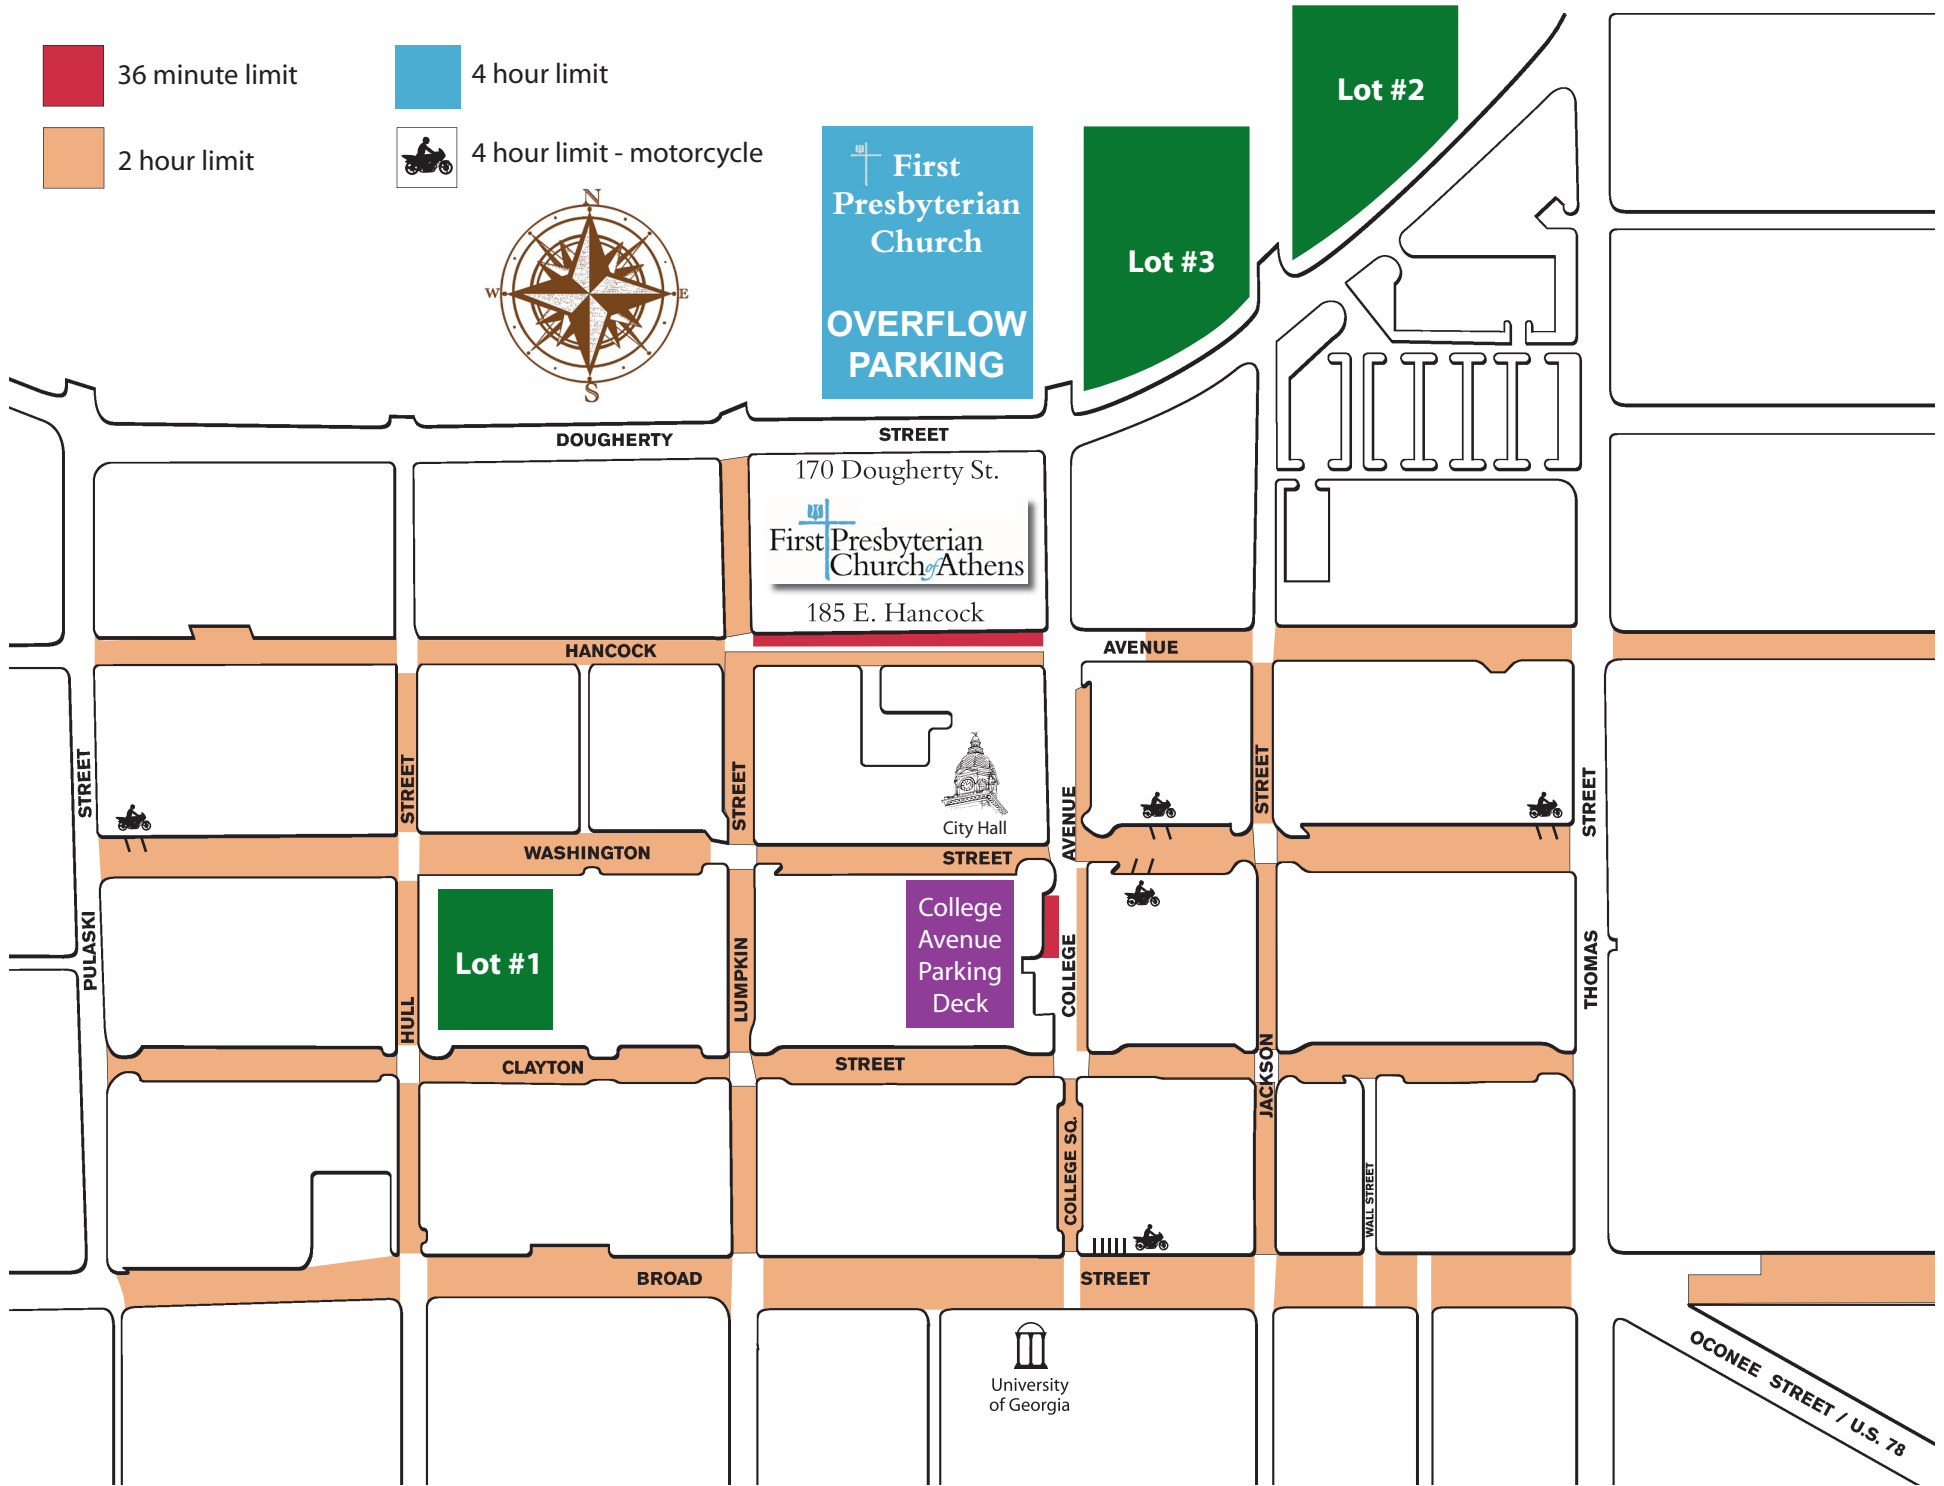 36 minute limit
4 hour limit
2 hour limit
4 hour limit - motorcycle
N
W
E
S
First
Presbyterian
Church
OVERFLOW
PARKING
Lot #2
Lot #3
DOUGHERTY
STREET
170 Dougherty St.
First Presbyterian
Church of Athens
185 E. Hancock
HANCOCK
AVENUE
STREET
STREET
STREET
AVENUE
STREET
STREET
City Hall
WASHINGTON
STREET
PULASKI
HULL
Lot #1
LUMPKIN
College
Avenue
Parking
Deck
COLLEGE
JACKSON
THOMAS
CLAYTON
STREET
COLLEGE SQ.
WALL STREET
BROAD
STREET
University
of Georgia
OCONEE STREET / U.S. 78